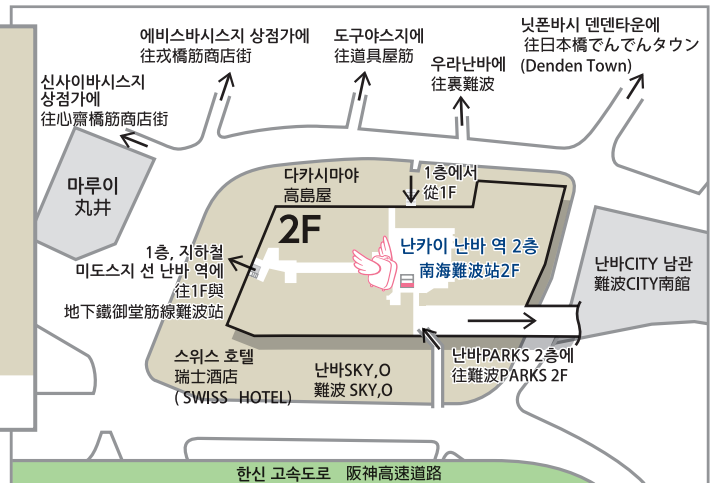 에비스바시스지 상점가에
往戎橋筋商店街
도구야스지에
往道具屋筋
닛폰바시 덴덴타운에
往日本橋でんでんタウン
(Denden Town)
우라난바에
往裏難波
신사이바시스지
상점가에
往心齋橋筋商店街
마루이
丸井
다카시마야
高島屋
1층에서
從1F
2F
난카이 난바 역 2층
南海難波站2F
1층, 지하철
미도스지 선 난바 역에
往1F與
地下鐵御堂筋線難波站
난바CITY 남관
難波CITY南館
스위스 호텔
瑞士酒店
( SWISS HOTEL)
난바SKY,O
難波 SKY,O
난바PARKS 2층에
往難波PARKS 2F
한신 고속도로 阪神高速道路